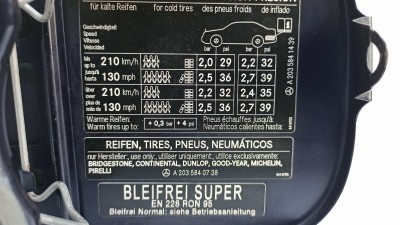 für kalte Reifen for cold tires des pneus froids de inflado
Geschwindigkeit
Speed
Vitesse
Velocidad
bar psi bar psi
bis 210 km/h 2,0 29 2,2 32
up to
jusqu'à 130 mph 2,5 36 2,7 39
hasta
über 210 km/h 2,2 32 2,4 35
over
plus de 130 mph 2,5 36 2,7 39
más de
Warme Reifen: Pneus échauffés jusqu'à:
Warm tires up to: + 0,3 bar + 4 psi Neumáticos calientes hasta:
A 203 584 14 39
REIFEN, TIRES, PNEUS, NEUMÁTICOS
nur Hersteller, use only, utiliser uniquement, utilice exclusivamente:
BRIDGESTONE, CONTINENTAL, DUNLOP, GOOD-YEAR, MICHELIN,
PIRELLI A 203 584 07 38
BLEIFREI SUPER
EN 228 RON 95
Bleifrei Normal: siehe Betriebsanleitung